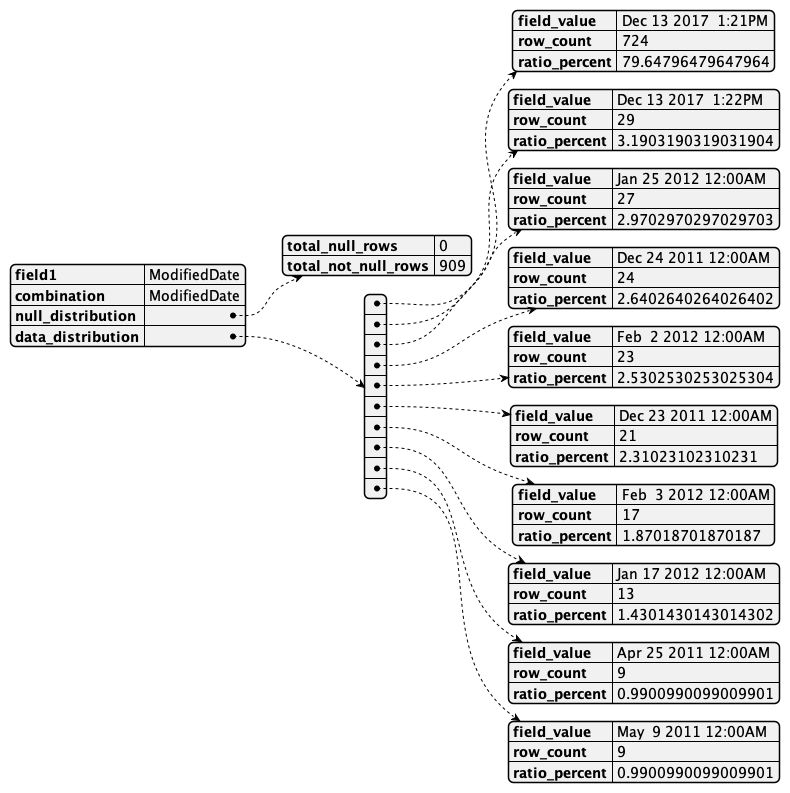 field1 ModifiedDate
combination ModifiedDate
null_distribution
data_distribution
total_null_rows 0
total_not_null_rows 909
field_value Dec 13 2017  1:21PM
row_count 724
ratio_percent 79.64796479647964
field_value Dec 13 2017  1:22PM
row_count 29
ratio_percent 3.1903190319031904
field_value Jan 25 2012 12:00AM
row_count 27
ratio_percent 2.9702970297029703
field_value Dec 24 2011 12:00AM
row_count 24
ratio_percent 2.6402640264026402
field_value Feb  2 2012 12:00AM
row_count 23
ratio_percent 2.5302530253025304
field_value Dec 23 2011 12:00AM
row_count 21
ratio_percent 2.31023102310231
field_value Feb  3 2012 12:00AM
row_count 17
ratio_percent 1.87018701870187
field_value Jan 17 2012 12:00AM
row_count 13
ratio_percent 1.4301430143014302
field_value Apr 25 2011 12:00AM
row_count 9
ratio_percent 0.9900990099009901
field_value May  9 2011 12:00AM
row_count 9
ratio_percent 0.9900990099009901